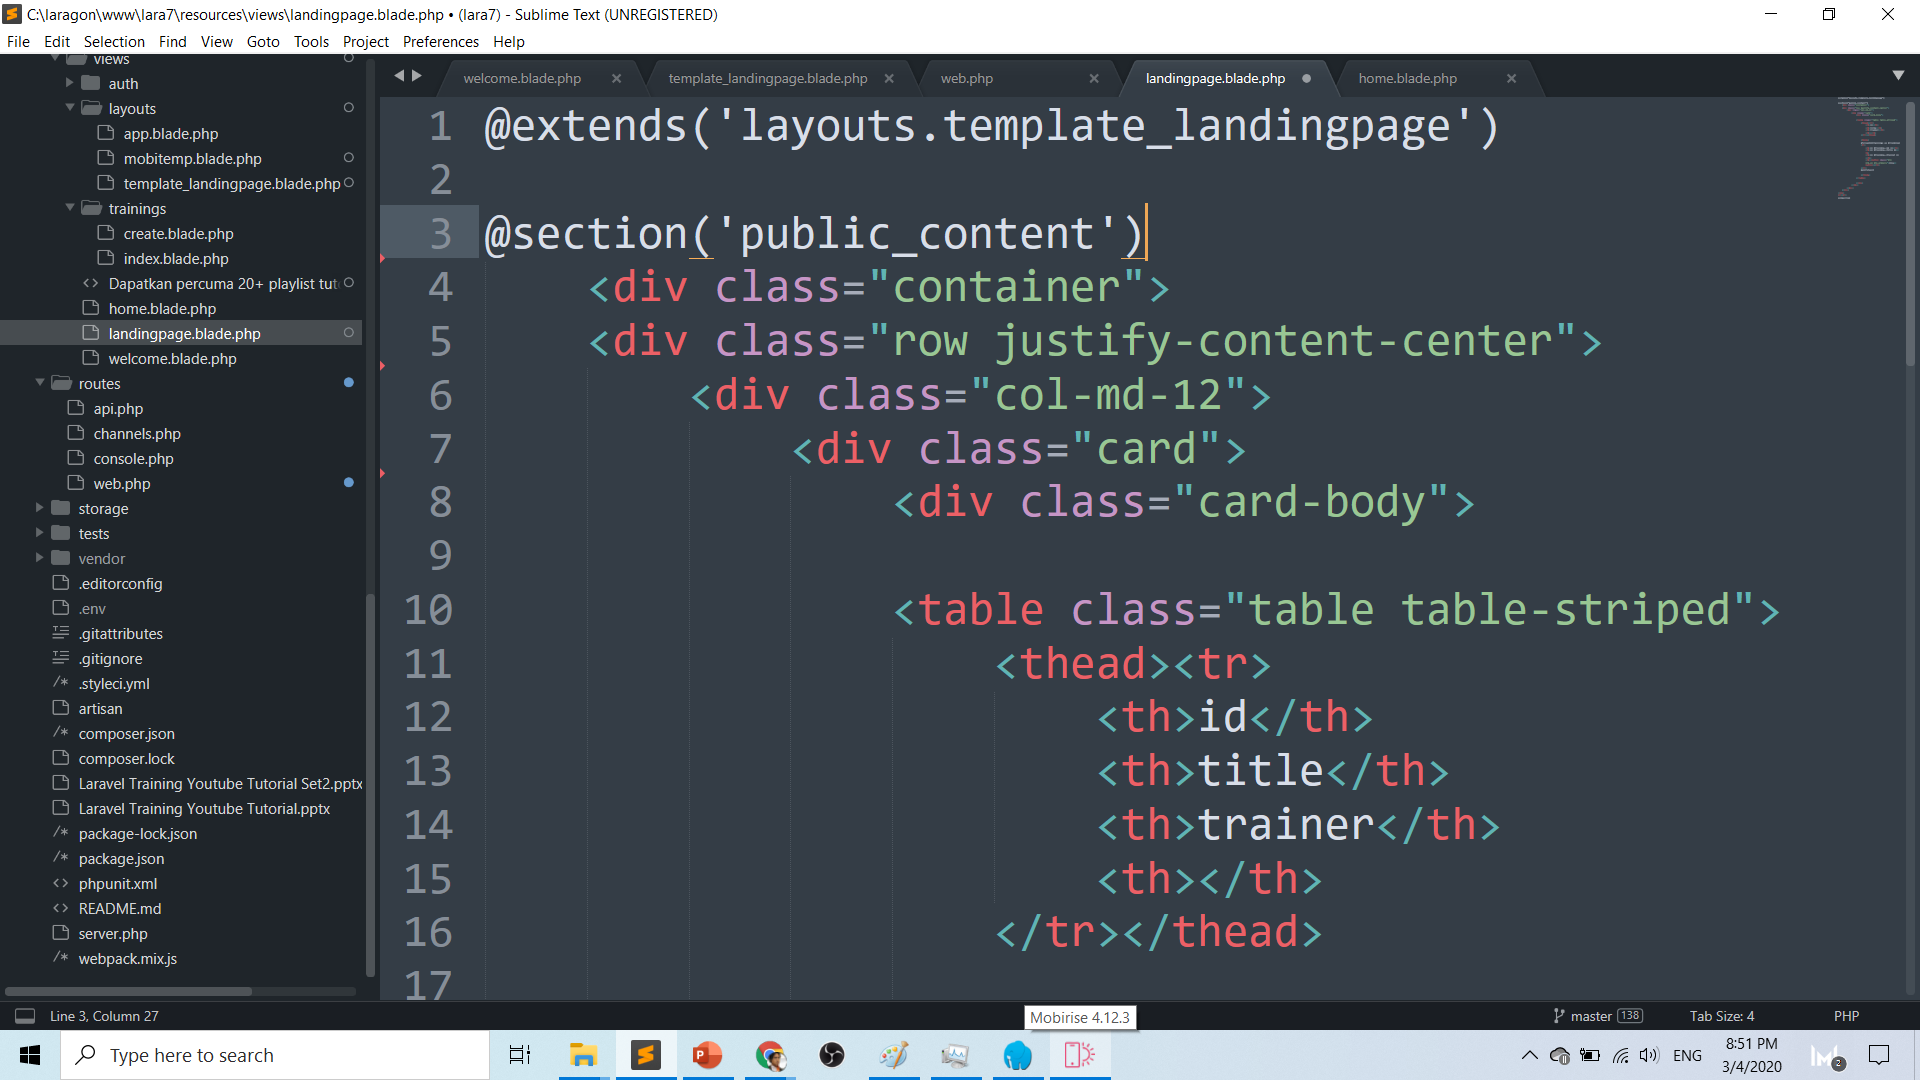 C:\laragon\www\lara7\resources\views\landingpage.blade.php • (lara7) - Sublime Text (UNREGISTERED)
File Edit Selection Find View Goto Tools Project Preferences Help
views
auth
layouts
app.blade.php
mobitemp.blade.php
template_landingpage.blade.php
trainings
create.blade.php
index.blade.php
Dapatkan percuma 20+ playlist tut
home.blade.php
landingpage.blade.php
welcome.blade.php
routes
api.php
channels.php
console.php
web.php
storage
tests
vendor
.editorconfig
.env
.gitattributes
.gitignore
.styleci.yml
artisan
composer.json
composer.lock
Laravel Training Youtube Tutorial Set2.pptx
Laravel Training Youtube Tutorial.pptx
package-lock.json
package.json
phpunit.xml
README.md
server.php
webpack.mix.js
welcome.blade.php template_landingpage.blade.php web.php landingpage.blade.php home.blade.php
1 @extends('layouts.template_landingpage')
2
3 @section('public_content')
4 <div class="container">
5 <div class="row justify-content-center">
6 <div class="col-md-12">
7 <div class="card">
8 <div class="card-body">
9
10 <table class="table table-striped">
11 <thead><tr>
12 <th>id</th>
13 <th>title</th>
14 <th>trainer</th>
15 <th></th>
16 </tr></thead>
17
Line 3, Column 27
Mobirise 4.12.3
master 138 Tab Size: 4 PHP
Type here to search
ENG
8:51 PM
3/4/2020
2